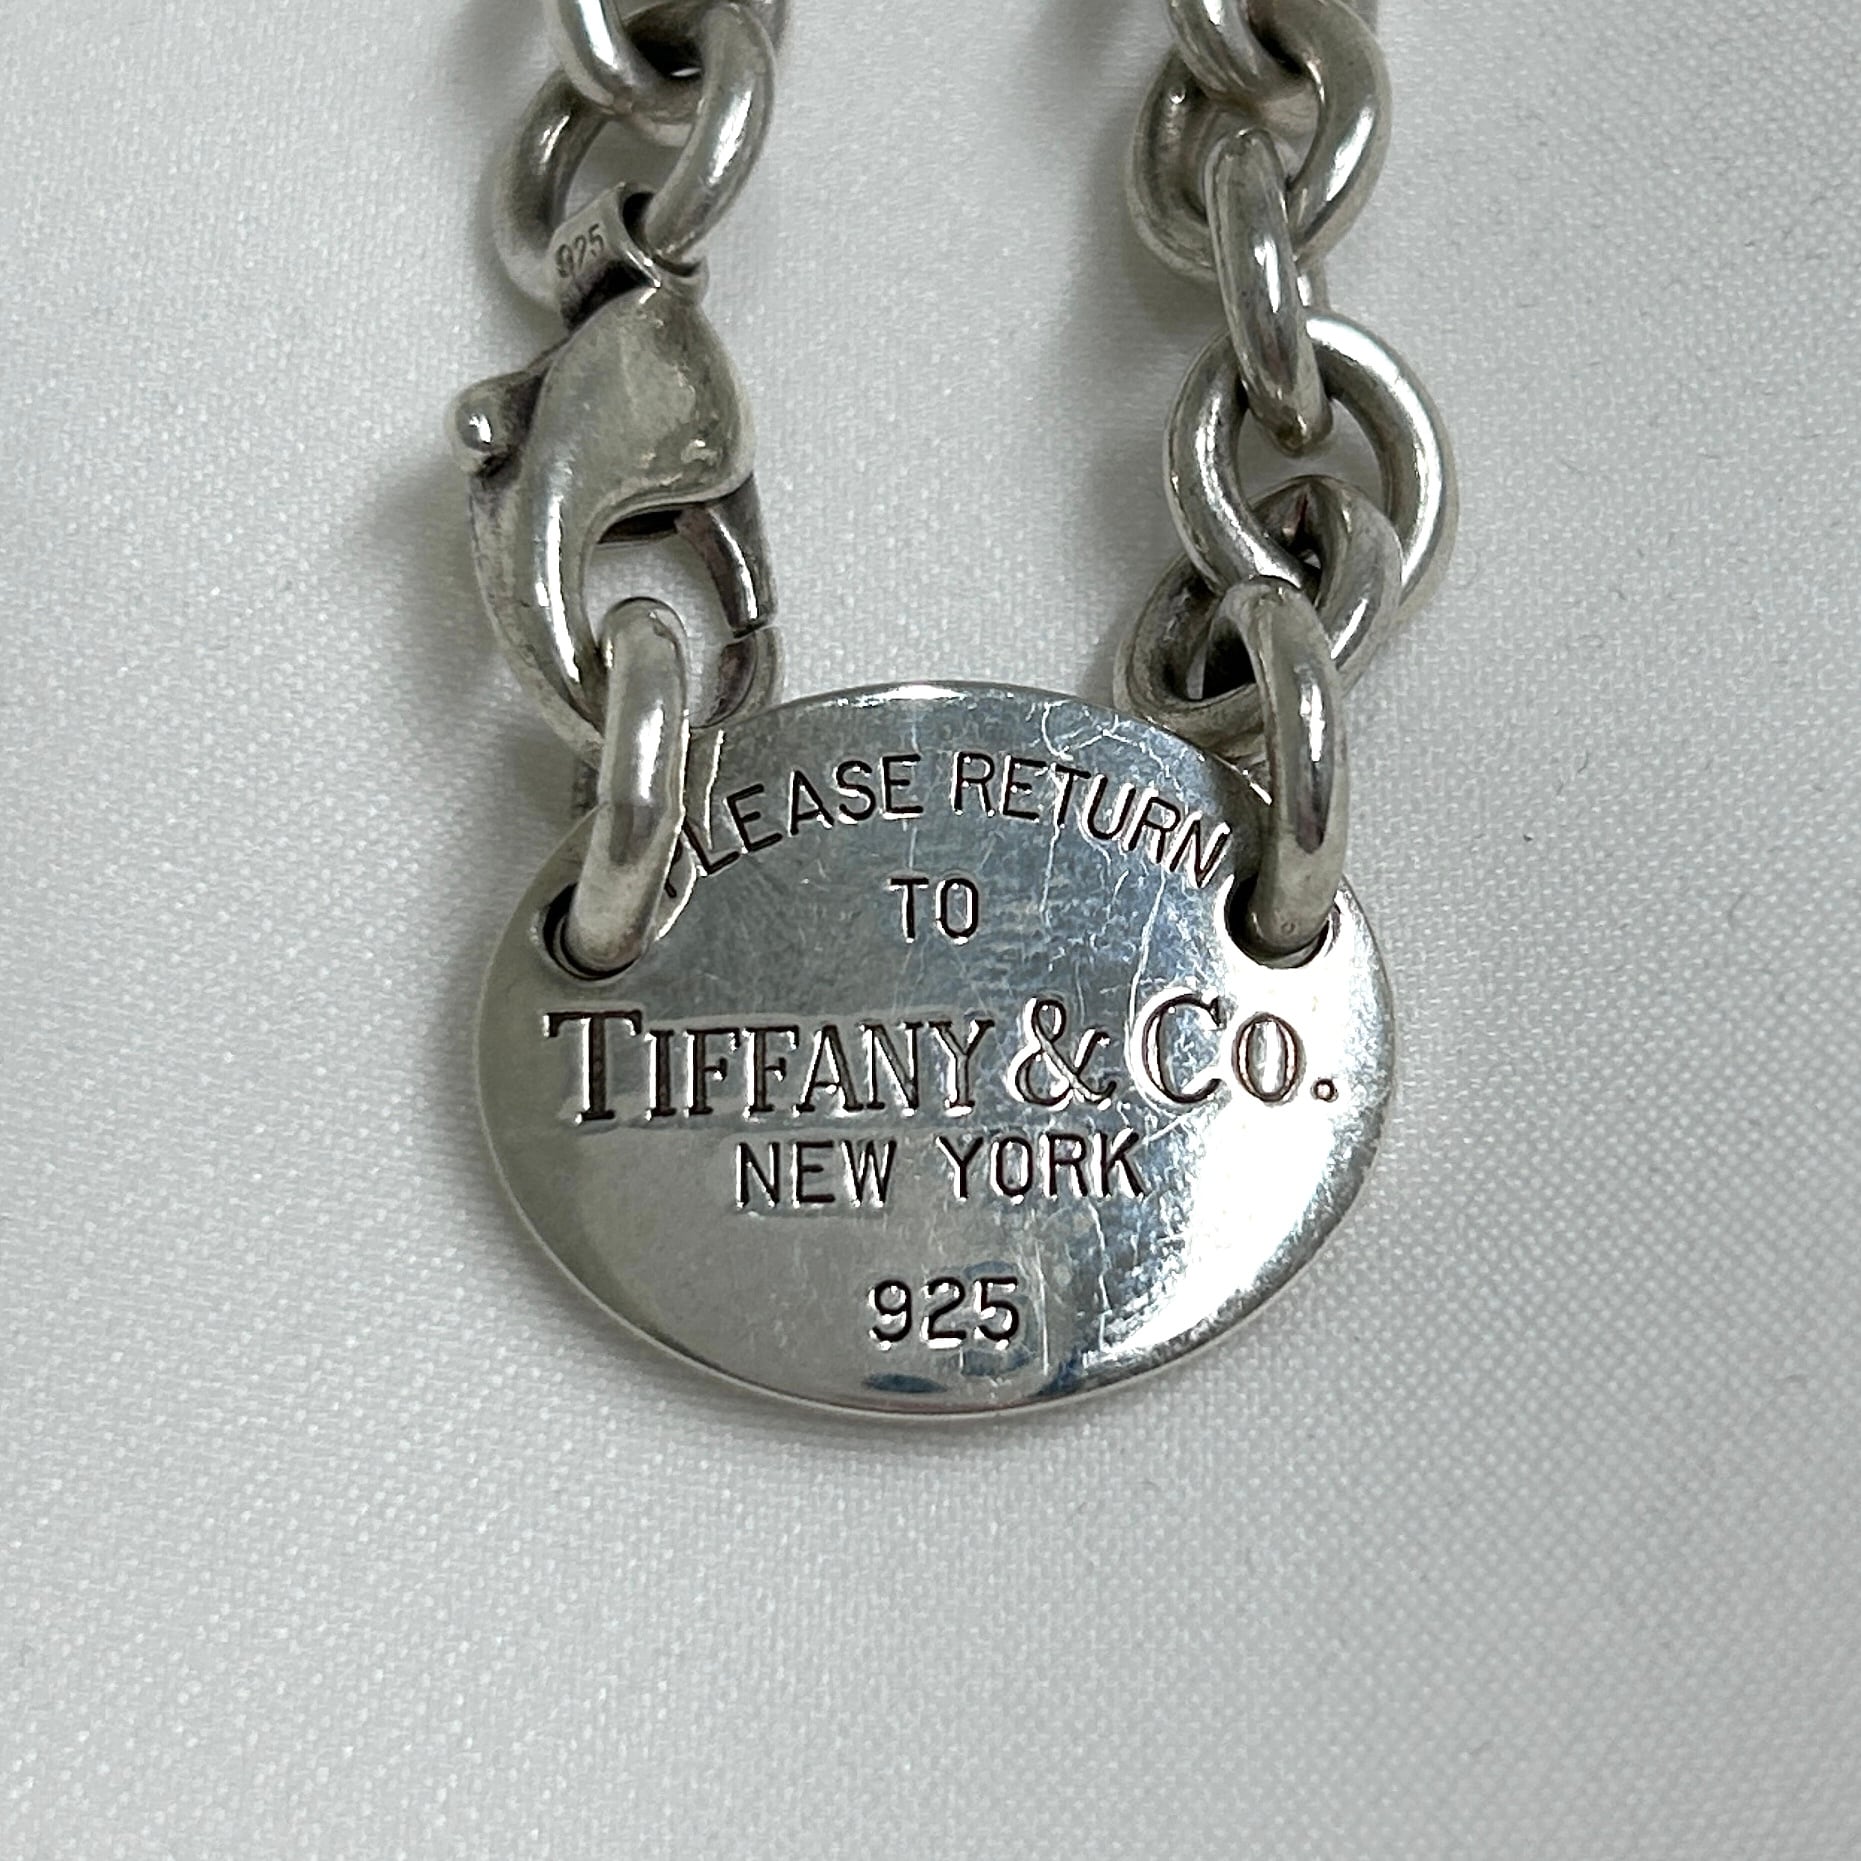 925
PLEASE RETURN
TO
TIFFANY & CO.
NEW YORK
925